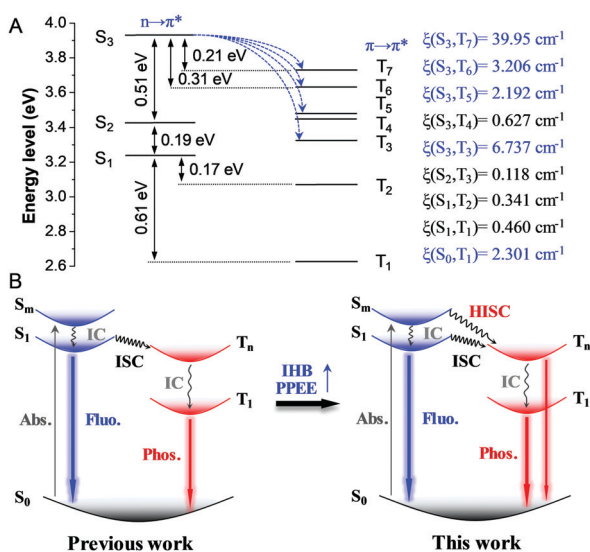 A
Energy level (eV)
4.0
3.8
3.6
3.4
3.2
3.0
2.8
2.6
n→π*
π→π*
S3
S2
S1
0.21 eV
0.31 eV
0.51 eV
0.19 eV
0.17 eV
0.61 eV
T7
T6
T5
T4
T3
T2
T1
ξ(S3,T7)= 39.95 cm-1
ξ(S3,T6)= 3.206 cm-1
ξ(S3,T5)= 2.192 cm-1
ξ(S3,T4)= 0.627 cm-1
ξ(S3,T3)= 6.737 cm-1
ξ(S2,T3)= 0.118 cm-1
ξ(S1,T2)= 0.341 cm-1
ξ(S1,T1)= 0.460 cm-1
ξ(S0,T1)= 2.301 cm-1
B
Sm
S1
IC
ISC
Tn
IC
T1
Abs.
Fluo.
Phos.
S0
Previous work
IHB
PPEE
Sm
HISC
S1
IC
ISC
Tn
IC
T1
Abs.
Fluo.
Phos.
S0
This work